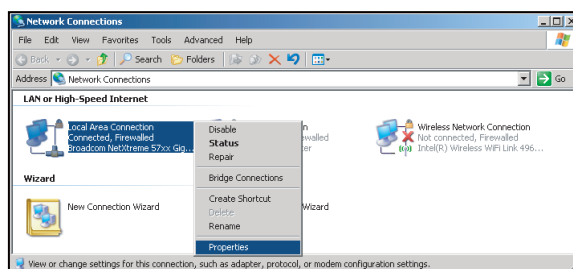 Network Connections
File Edit View Favorites Tools Advanced Help
Back Search Folders
Address Network Connections Go
LAN or High-Speed Internet
Local Area Connection
Connected, Firewalled
Broadcom NetXtreme 57xx Gig...
Disable
Status
Repair
Bridge Connections
Create Shortcut
Delete
Rename
Properties
Wireless Network Connection
Not connected, Firewalled
Intel(R) Wireless WiFi Link 496...
Wizard
New Connection Wizard
Wizard
View or change settings for this connection, such as adapter, protocol, or modem configuration settings.